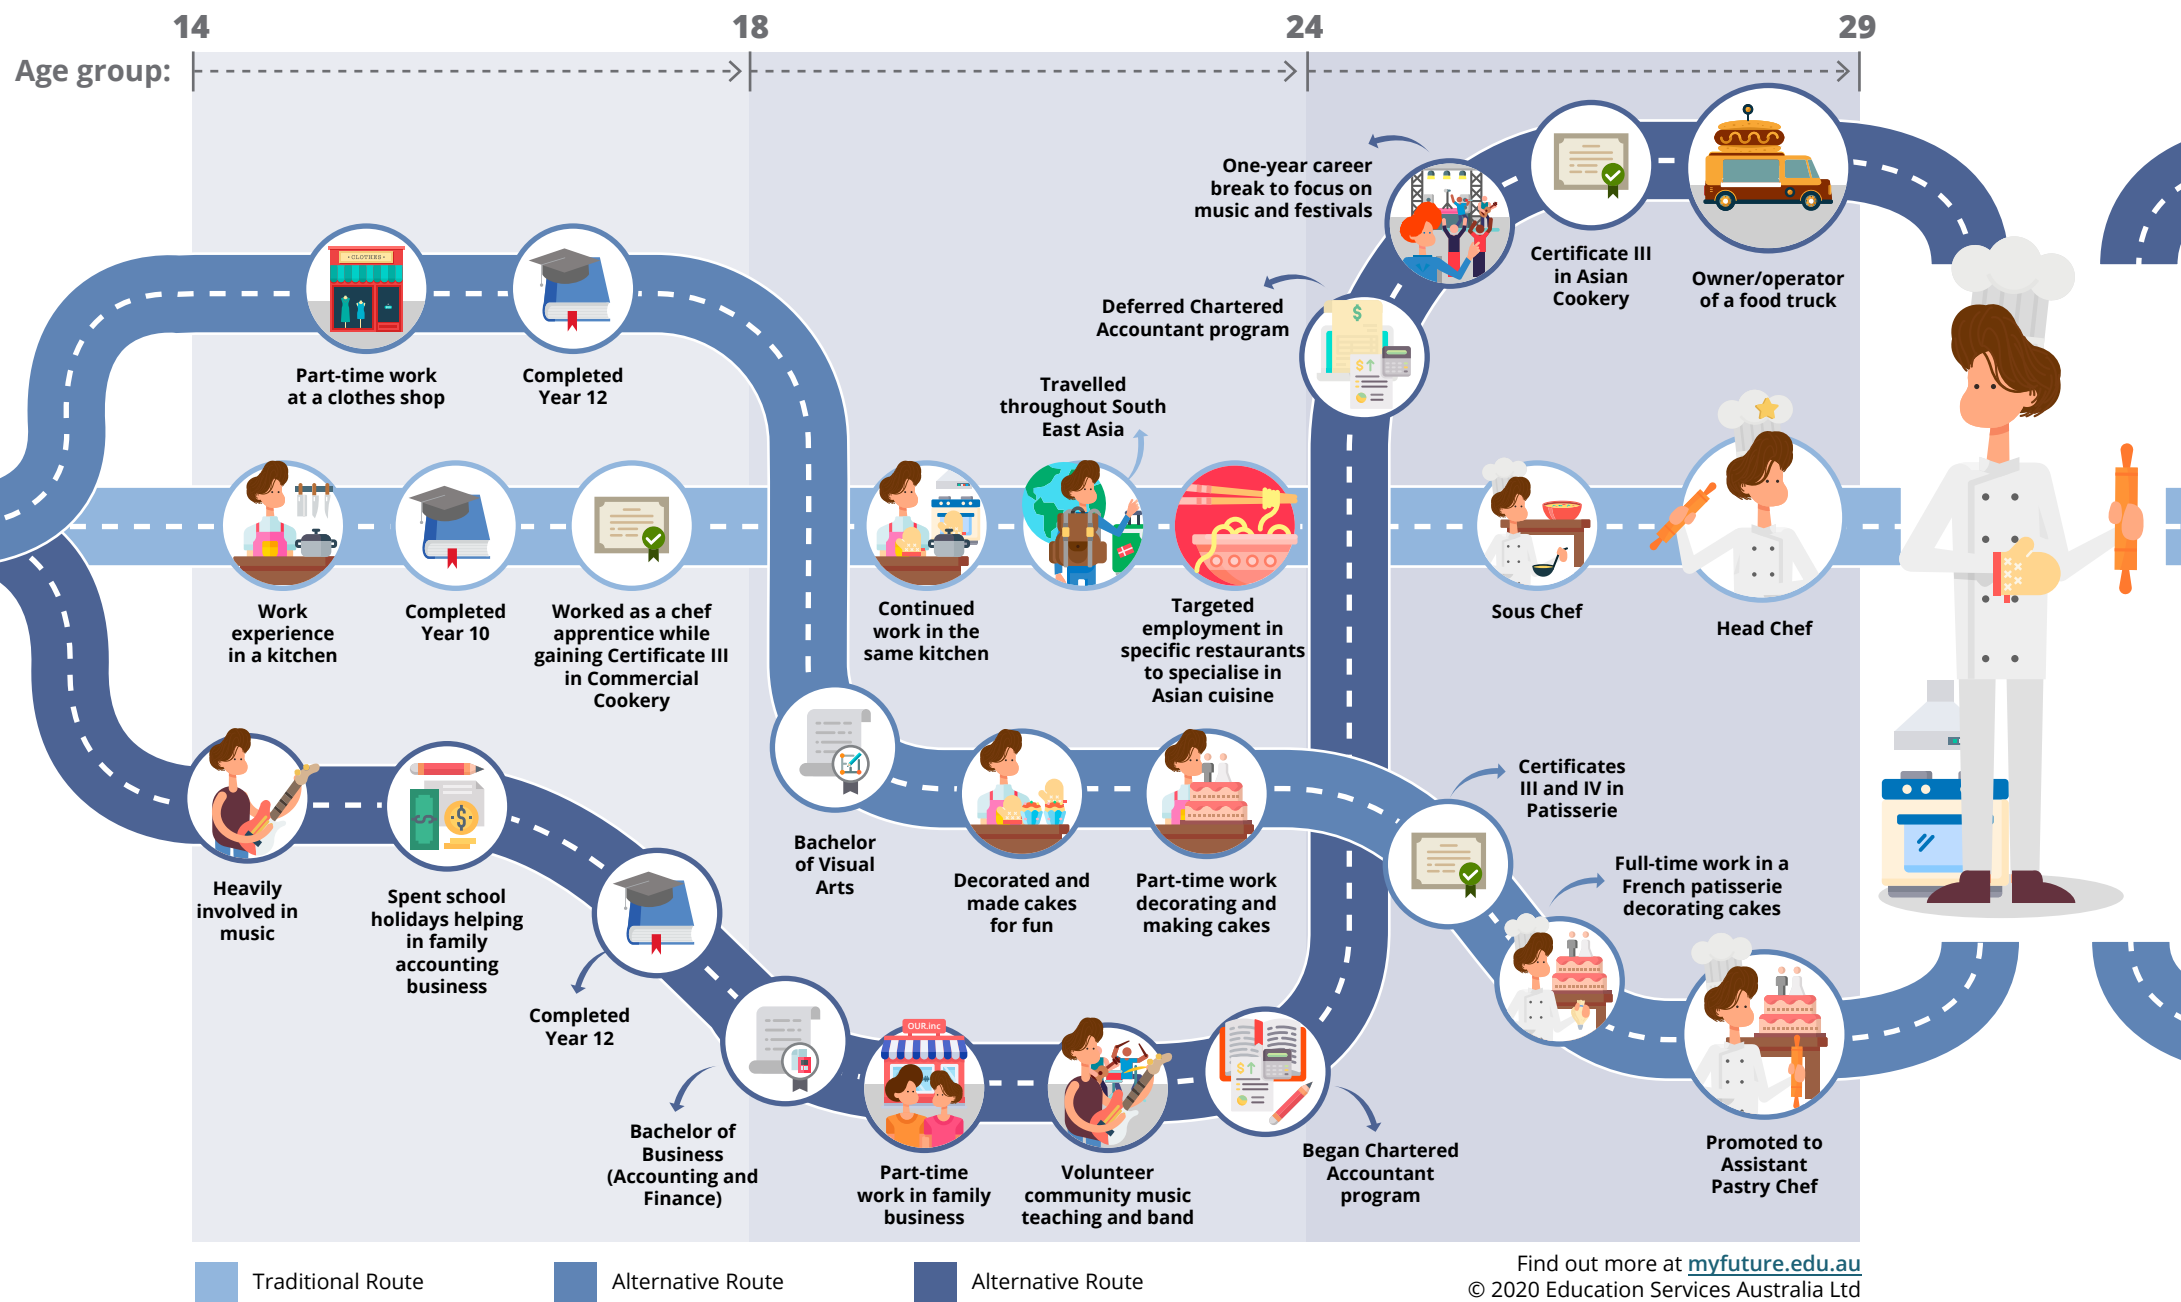 14
18
24
29
Age group:
One-year career
break to focus on
music and festivals
Certificate III
in Asian
Cookery
Owner/operator
of a food truck
Deferred Chartered
Accountant program
CLOTHES
Part-time work
at a clothes shop
Completed
Year 12
Travelled
throughout South
East Asia
Work
experience
in a kitchen
Completed
Year 10
Worked as a chef
apprentice while
gaining Certificate III
in Commercial
Cookery
Continued
work in the
same kitchen
Targeted
employment in
specific restaurants
to specialise in
Asian cuisine
Sous Chef
Head Chef
Heavily
involved in
music
Spent school
holidays helping
in family
accounting
business
Completed
Year 12
Bachelor
of Visual
Arts
Decorated and
made cakes
for fun
Part-time work
decorating and
making cakes
Certificates
III and IV in
Patisserie
Full-time work in a
French patisserie
decorating cakes
Bachelor of
Business
(Accounting and
Finance)
OUR.inc
Part-time
work in family
business
Volunteer
community music
teaching and band
Began Chartered
Accountant
program
Promoted to
Assistant
Pastry Chef
Traditional Route
Alternative Route
Alternative Route
Find out more at myfuture.edu.au
© 2020 Education Services Australia Ltd